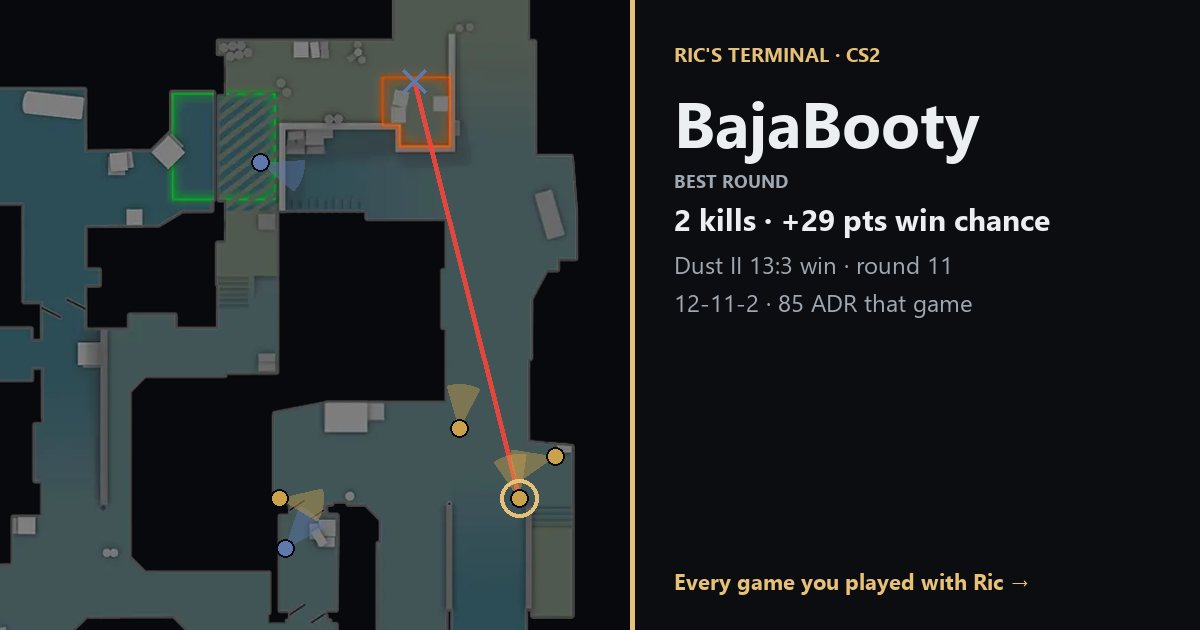 RIC'S TERMINAL · CS2
BajaBooty
BEST ROUND
2 kills · +29 pts win chance
Dust II 13:3 win · round 11
12-11-2 · 85 ADR that game
Every game you played with Ric →